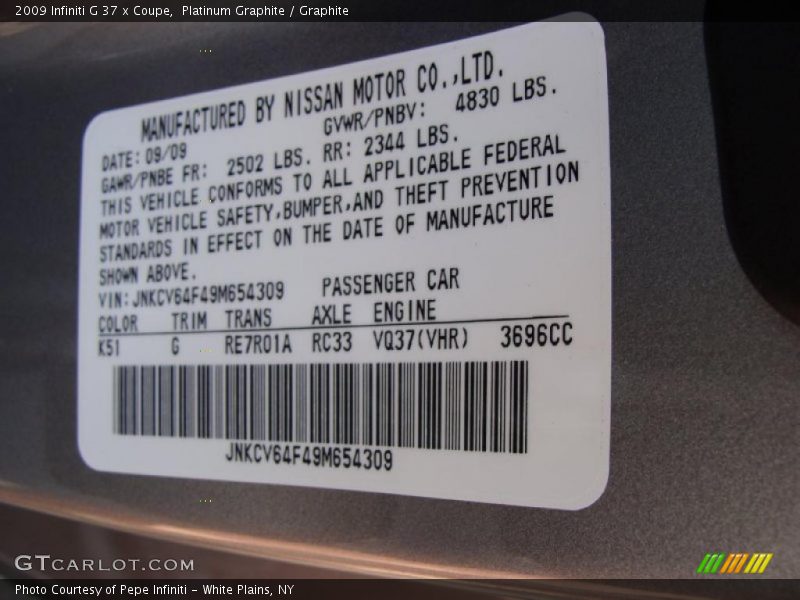 2009 Infiniti G 37 x Coupe, Platinum Graphite / Graphite
MANUFACTURED BY NISSAN MOTOR CO.,LTD.
DATE: 09/09 GVWR/PNBV: 4830 LBS.
GAWR/PNBE FR: 2502 LBS. RR: 2344 LBS.
THIS VEHICLE CONFORMS TO ALL APPLICABLE FEDERAL
MOTOR VEHICLE SAFETY,BUMPER,AND THEFT PREVENTION
STANDARDS IN EFFECT ON THE DATE OF MANUFACTURE
SHOWN ABOVE.
VIN: JNKCV64F49M654309 PASSENGER CAR
COLOR TRIM TRANS AXLE ENGINE
K51 G RE7R01A RC33 VQ37(VHR) 3696CC
JNKCV64F49M654309
GTCARLOT.COM
Photo Courtesy of Pepe Infiniti - White Plains, NY